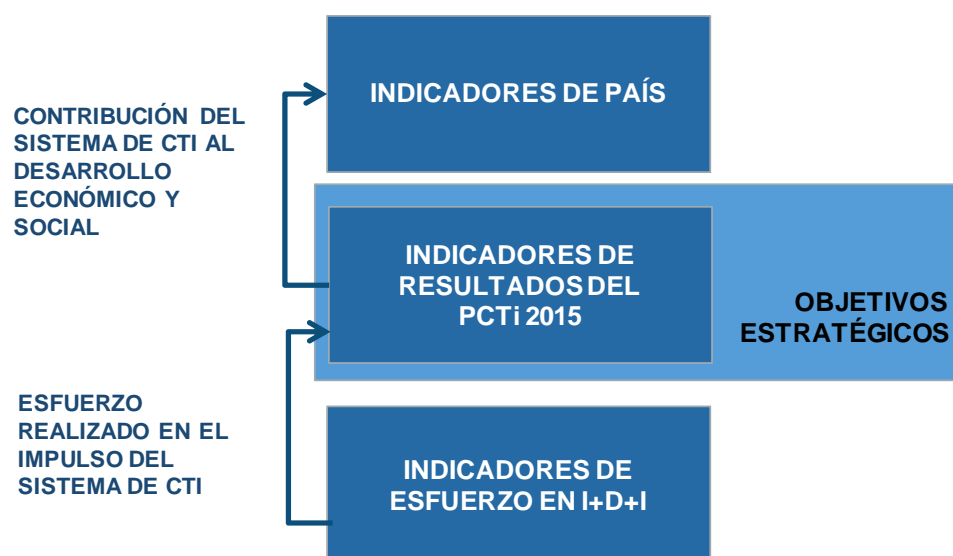 INDICADORES DE PAÍS
CONTRIBUCIÓN DEL
SISTEMA DE CTI AL
DESARROLLO
ECONÓMICO Y
SOCIAL
INDICADORES DE
RESULTADOS DEL
PCTi 2015
OBJETIVOS
ESTRATÉGICOS
ESFUERZO
REALIZADO EN EL
IMPULSO DEL
SISTEMA DE CTI
INDICADORES DE
ESFUERZO EN I+D+I